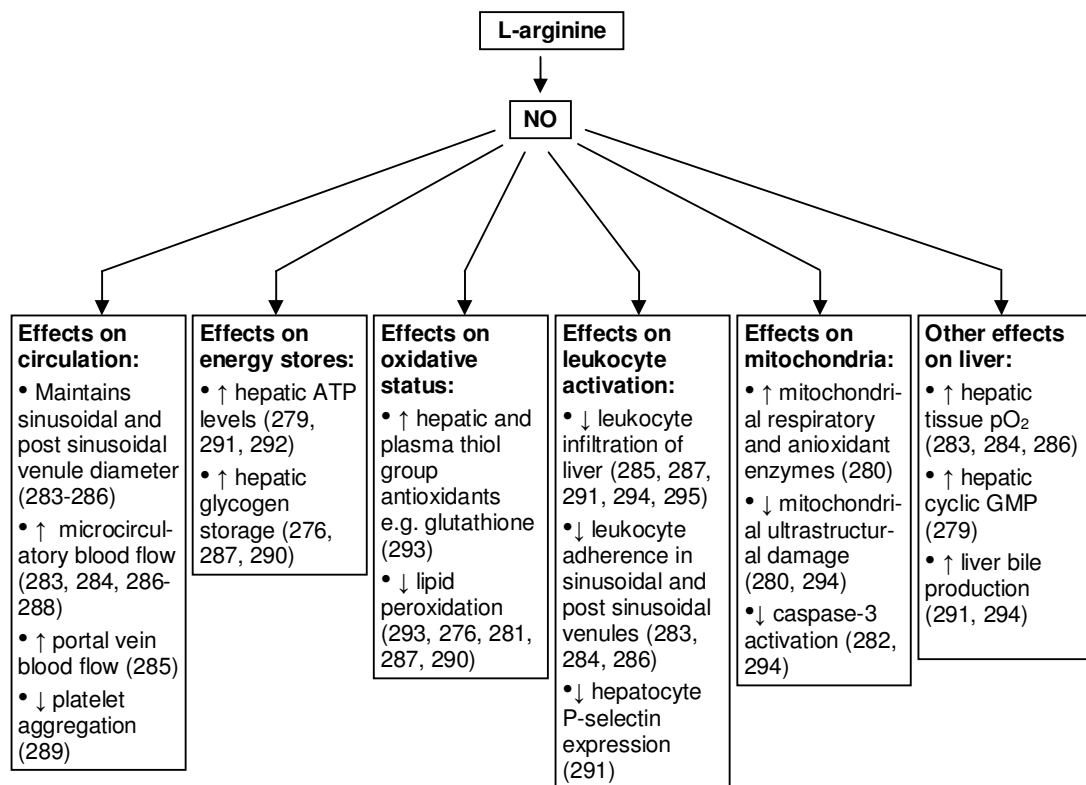 L-arginine
NO
Effects on
circulation:
• Maintains
sinusoidal and
post sinusoidal
venule diameter
(283-286)
• ↑ microcircul-
atory blood flow
(283, 284, 286-
288)
• ↑ portal vein
blood flow (285)
• ↓ platelet
aggregation
(289)
Effects on
energy stores:
• ↑ hepatic ATP
levels (279,
291, 292)
• ↑ hepatic
glycogen
storage (276,
287, 290)
Effects on
oxidative
status:
• ↑ hepatic and
plasma thiol
group
antioxidants
e.g. glutathione
(293)
• ↓ lipid
peroxidation
(293, 276, 281,
287, 290)
Effects on
leukocyte
activation:
• ↓ leukocyte
infiltration of
liver (285, 287,
291, 294, 295)
•↓ leukocyte
adherence in
sinusoidal and
post sinusoidal
venules (283,
284, 286)
•↓ hepatocyte
P-selectin
expression
(291)
Effects on
mitochondria:
• ↑ mitochondri-
al respiratory
and anioxidant
enzymes (280)
• ↓ mitochondri-
al ultrastructur-
al damage
(280, 294)
• ↓ caspase-3
activation (282,
294)
Other effects
on liver:
• ↑ hepatic
tissue pO₂
(283, 284, 286)
• ↑ hepatic
cyclic GMP
(279)
• ↑ liver bile
production
(291, 294)